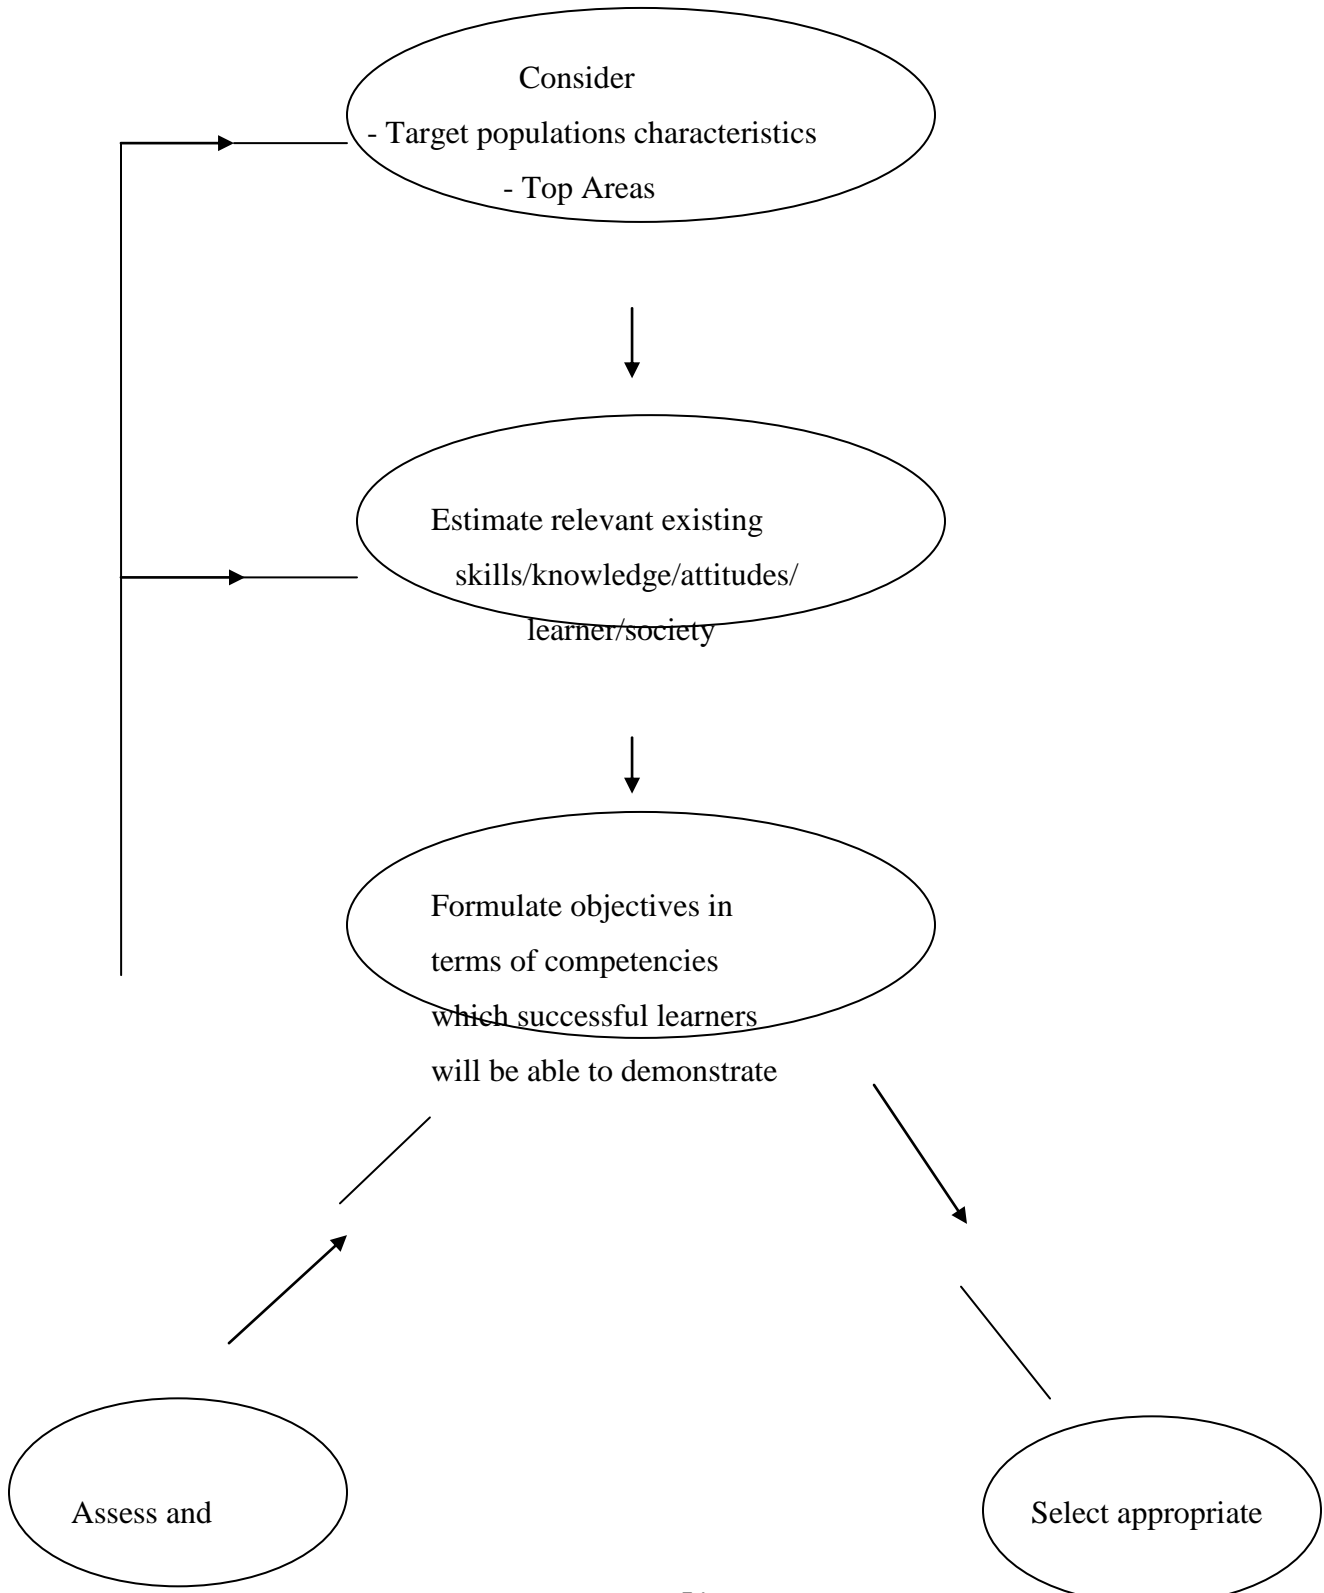 Consider
- Target populations characteristics
- Top Areas
Estimate relevant existing
skills/knowledge/attitudes/
learner/society
Formulate objectives in
terms of competencies
which successful learners
will be able to demonstrate
Assess and
Select appropriate